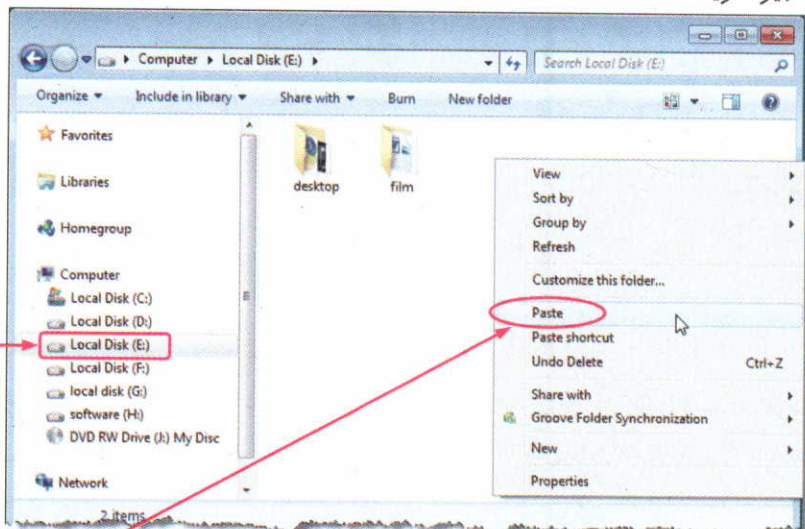 Computer ▸ Local Disk (E:) ▸
Search Local Disk (E:)
Organize ▾ Include in library ▾ Share with ▾ Burn New folder
Favorites
Libraries
Homegroup
Computer
Local Disk (C:)
Local Disk (D:)
Local Disk (E:)
Local Disk (F:)
local disk (G:)
software (H:)
DVD RW Drive (J:) My Disc
Network
desktop
film
View
Sort by
Group by
Refresh
Customize this folder...
Paste
Paste shortcut
Undo Delete Ctrl+Z
Share with
Groove Folder Synchronization
New
Properties
2 items